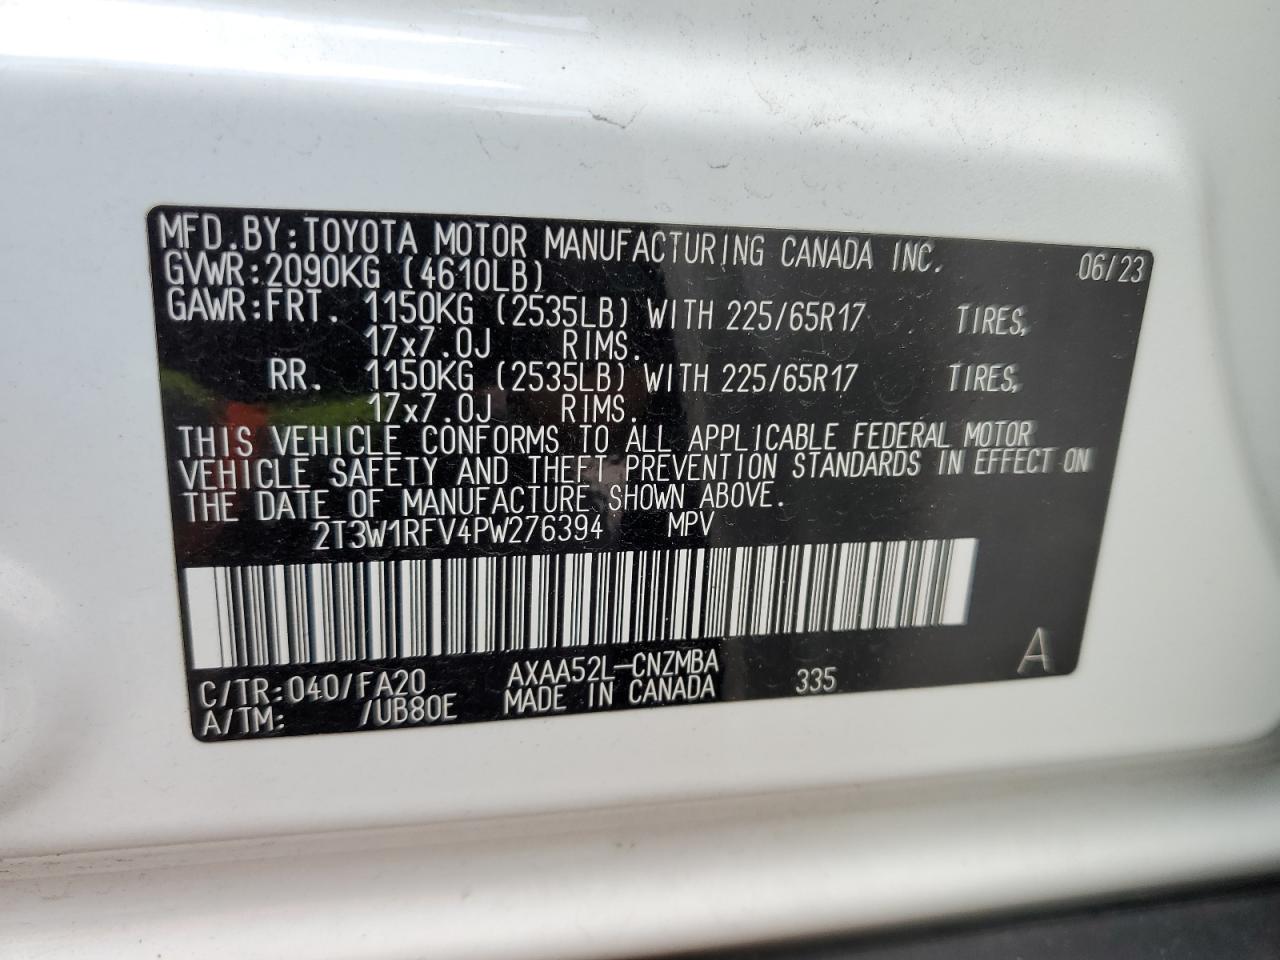 MFD.BY:TOYOTA MOTOR MANUFACTURING CANADA INC. 06/23
GVWR:2090KG (4610LB)
GAWR:FRT. 1150KG (2535LB) WITH 225/65R17 TIRES,
17x7.0J RIMS.
RR. 1150KG (2535LB) WITH 225/65R17 TIRES,
17x7.0J RIMS.
THIS VEHICLE CONFORMS TO ALL APPLICABLE FEDERAL MOTOR
VEHICLE SAFETY AND THEFT PREVENTION STANDARDS IN EFFECT ON
THE DATE OF MANUFACTURE SHOWN ABOVE.
2T3W1RFV4PW276394 MPV
C/TR:040/FA20 AXAA52L-CNZMBA 335 A
A/TM: /UB80E MADE IN CANADA